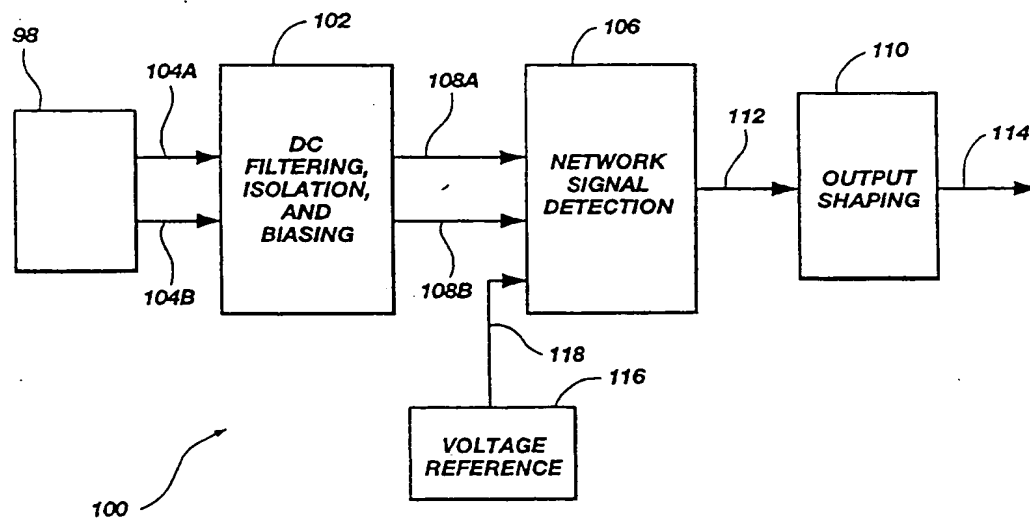 98
102
106
110
104A
108A
112
114
DC
FILTERING,
ISOLATION,
AND
BIASING
NETWORK
SIGNAL
DETECTION
OUTPUT
SHAPING
104B
108B
118
116
VOLTAGE
REFERENCE
100